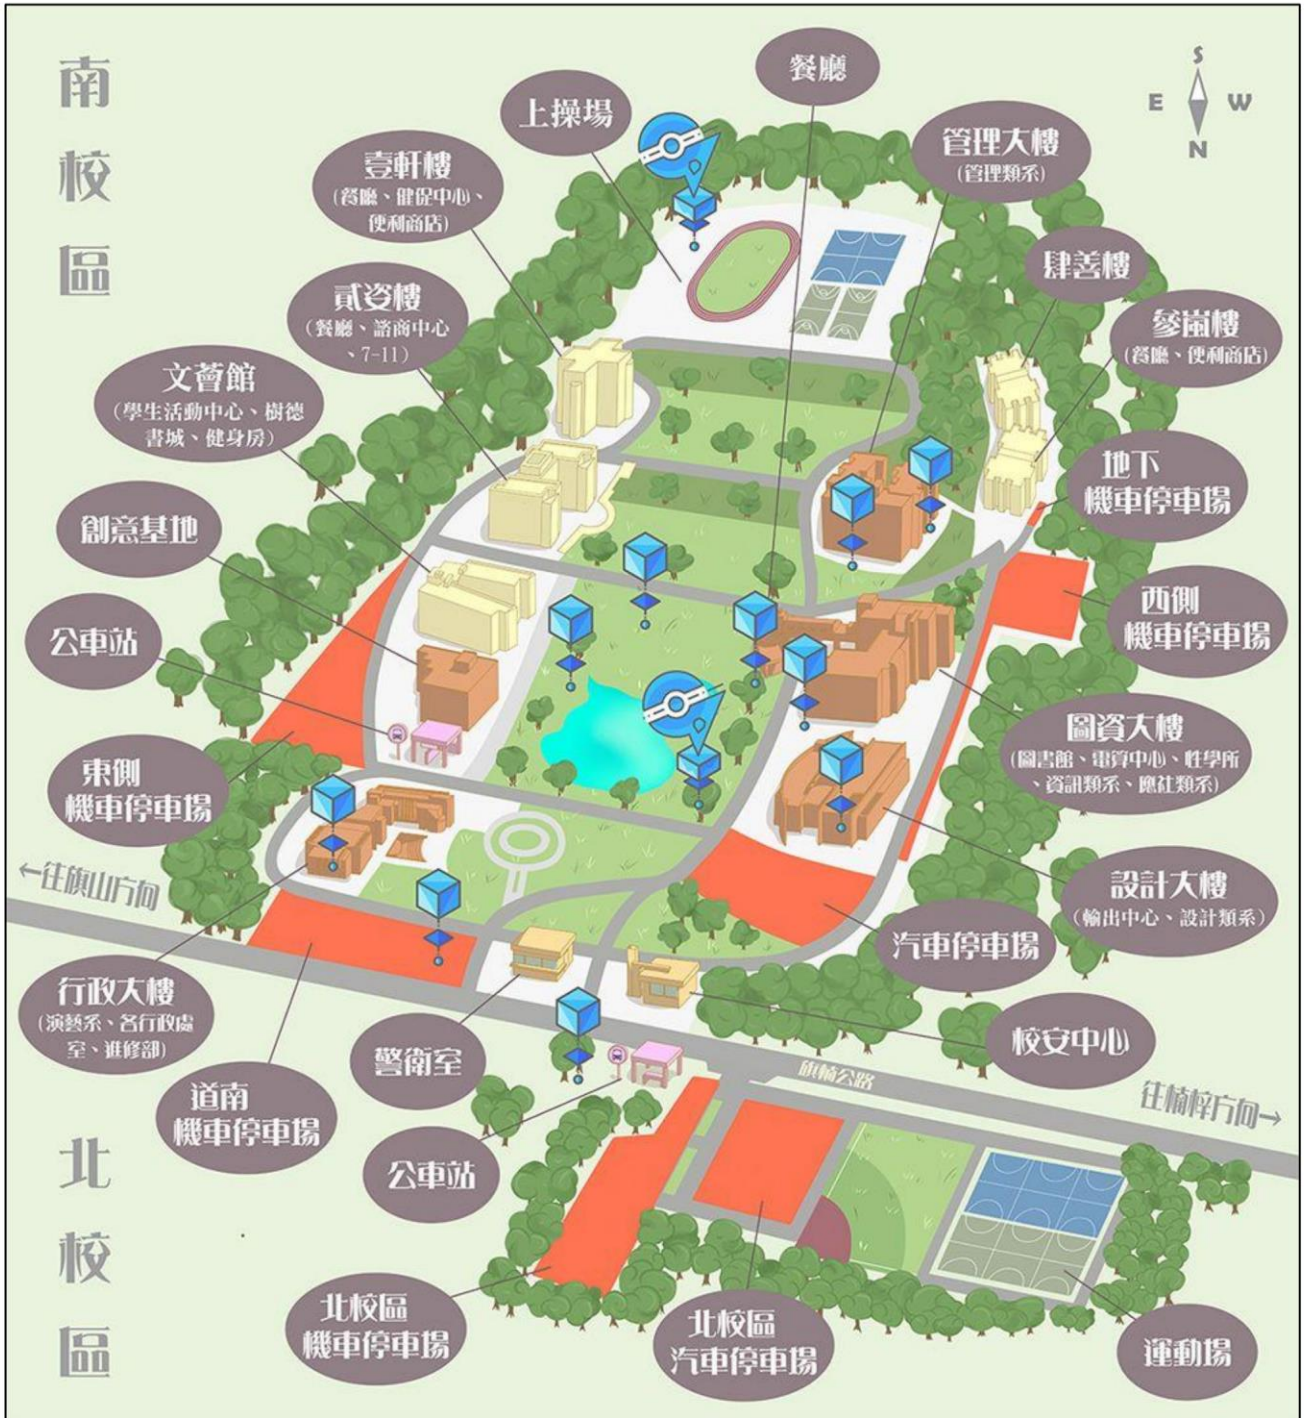 南校區
S
E W
N
餐廳
上操場
管理大樓
(管理類系)
壹軒樓
(餐廳、健促中心、
便利商店)
肆善樓
貳姿樓
(餐廳、諮商中心
、7-11)
參嵐樓
(餐廳、便利商店)
文薈館
(學生活動中心、樹德
書城、健身房)
地下
機車停車場
創意基地
西側
機車停車場
公車站
圖資大樓
(圖書館、電算中心、性學所
、資訊類系、應社類系)
東側
機車停車場
←往旗山方向
設計大樓
(輸出中心、設計類系)
汽車停車場
行政大樓
(演藝系、各行政處
室、進修部)
警衛室
校安中心
道南
機車停車場
旗楠公路
往楠梓方向→
公車站
北校區
北校區
機車停車場
北校區
汽車停車場
運動場